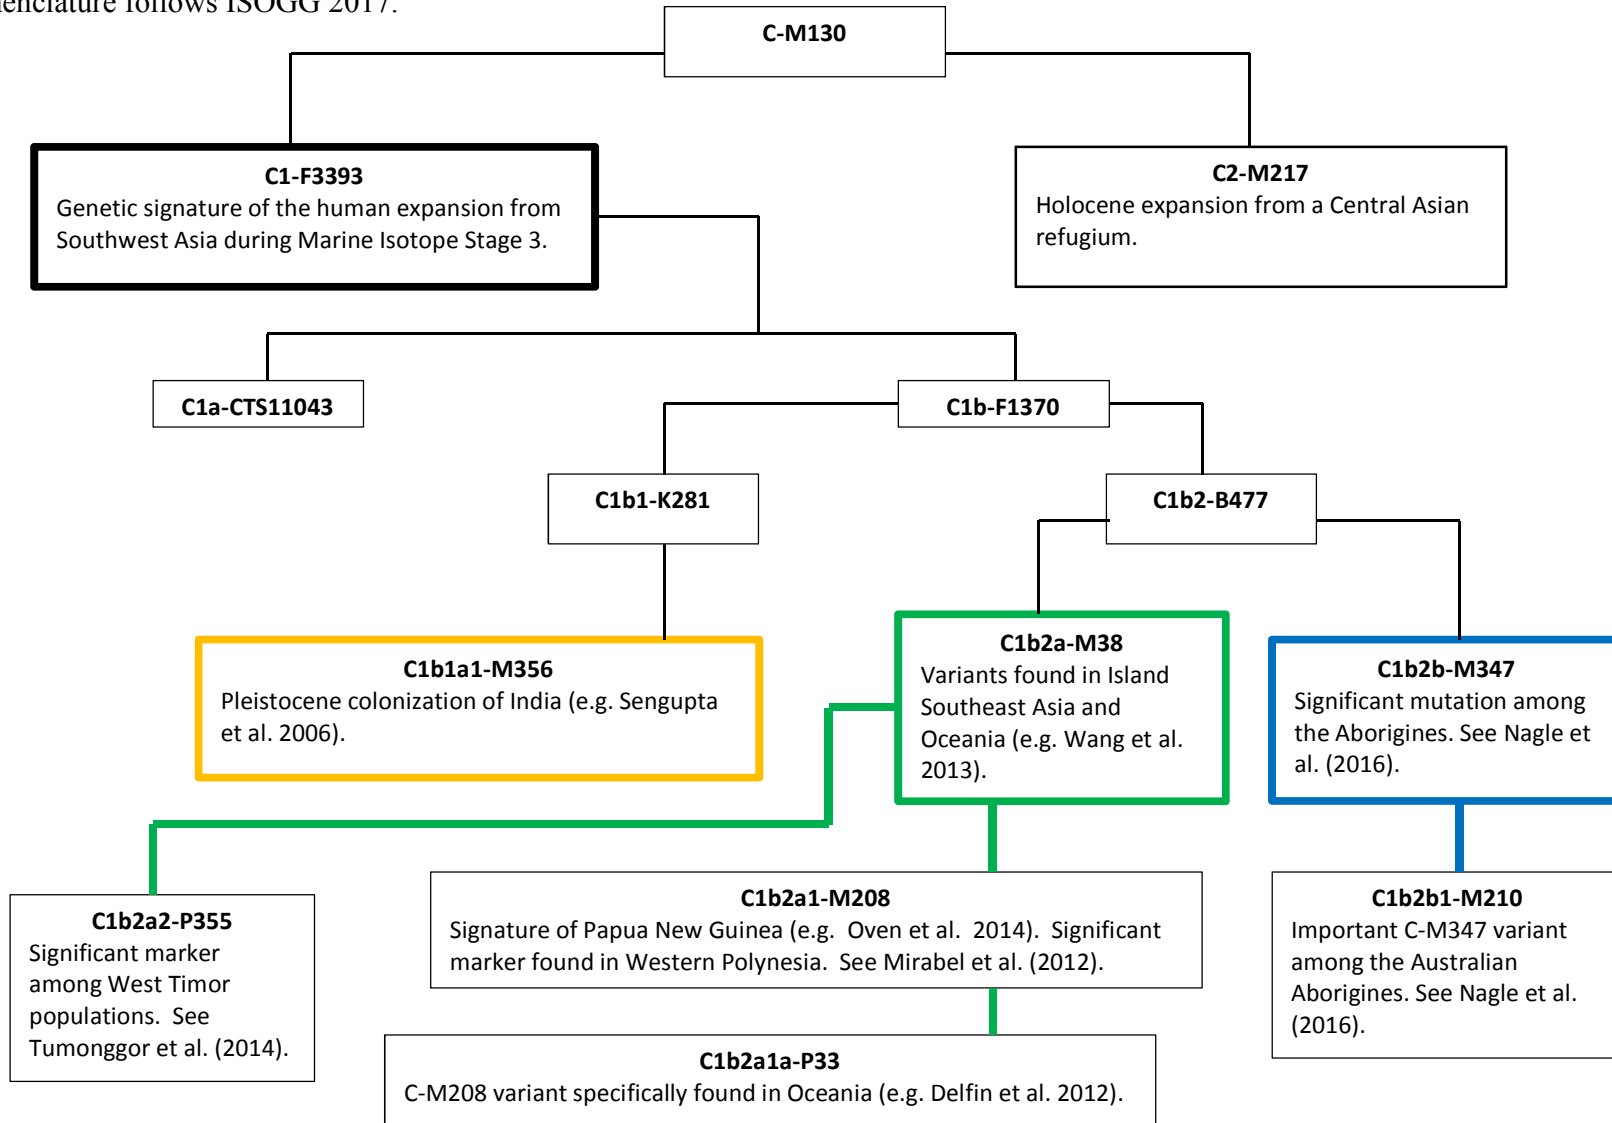 nenclature follows ISOGG 2017.
C-M130
C1-F3393
Genetic signature of the human expansion from
Southwest Asia during Marine Isotope Stage 3.
C2-M217
Holocene expansion from a Central Asian
refugium.
C1a-CTS11043
C1b-F1370
C1b1-K281
C1b2-B477
C1b1a1-M356
Pleistocene colonization of India (e.g. Sengupta
et al. 2006).
C1b2a-M38
Variants found in Island
Southeast Asia and
Oceania (e.g. Wang et al.
2013).
C1b2b-M347
Significant mutation among
the Aborigines. See Nagle et
al. (2016).
C1b2a2-P355
Significant marker
among West Timor
populations.  See
Tumonggor et al. (2014).
C1b2a1-M208
Signature of Papua New Guinea (e.g.  Oven et al.  2014).  Significant
marker found in Western Polynesia.  See Mirabel et al. (2012).
C1b2b1-M210
Important C-M347 variant
among the Australian
Aborigines. See Nagle et al.
(2016).
C1b2a1a-P33
C-M208 variant specifically found in Oceania (e.g. Delfin et al. 2012).